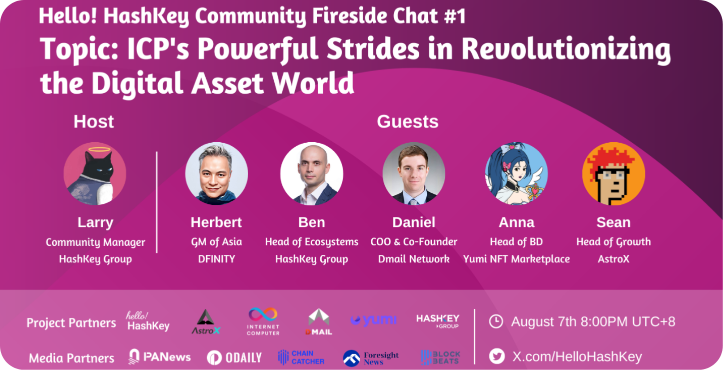 Hello! HashKey Community Fireside Chat #1
Topic: ICP's Powerful Strides in Revolutionizing
the Digital Asset World
Host
Guests
Larry
Community Manager
HashKey Group
Herbert
GM of Asia
DFINITY
Ben
Head of Ecosystems
HashKey Group
Daniel
COO & Co-Founder
Dmail Network
Anna
Head of BD
Yumi NFT Marketplace
Sean
Head of Growth
AstroX
Project Partners
hello!
HashKey
AstroX
INTERNET
COMPUTER
MAIL
yumi
HASHKEY
GROUP
August 7th 8:00PM UTC+8
Media Partners
PANews
ODAILY
CHAIN
CATCHER
Foresight
News
BLOCK
BEATS
X.com/HelloHashKey